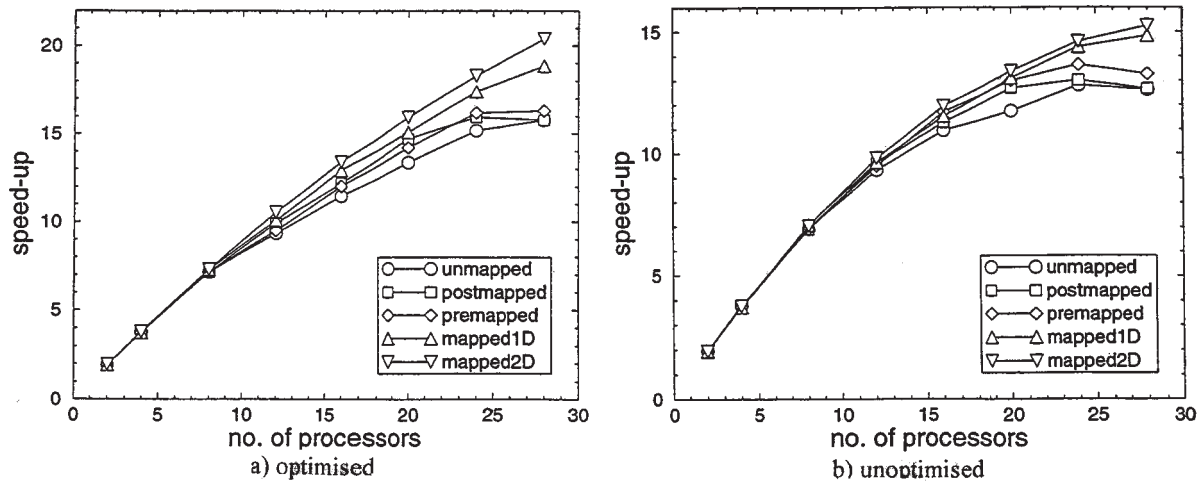 20
15
10
5
0
speed-up
0
5
10
15
20
25
30
no. of processors
unmapped
postmapped
premapped
mapped1D
mapped2D
a) optimised
15
10
5
0
speed-up
0
5
10
15
20
25
30
no. of processors
unmapped
postmapped
premapped
mapped1D
mapped2D
b) unoptimised